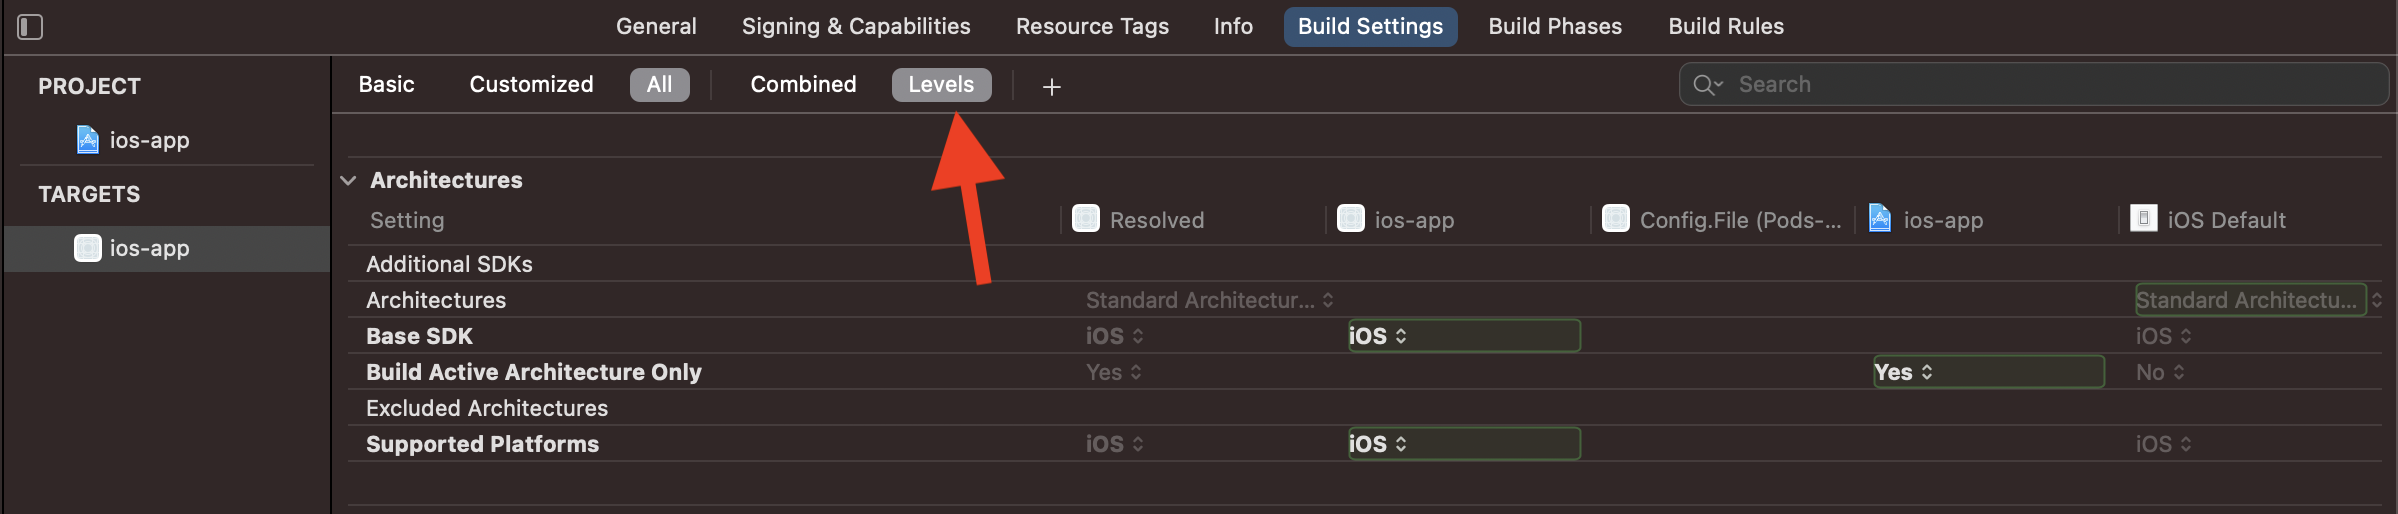 General Signing & Capabilities Resource Tags Info Build Settings Build Phases Build Rules
PROJECT
ios-app
TARGETS
ios-app
Basic Customized All Combined Levels + Search
Architectures
Setting Resolved ios-app Config.File (Pods-... ios-app iOS Default
Additional SDKs
Architectures Standard Architectur... Standard Architectu...
Base SDK iOS iOS iOS
Build Active Architecture Only Yes Yes No
Excluded Architectures
Supported Platforms iOS iOS iOS